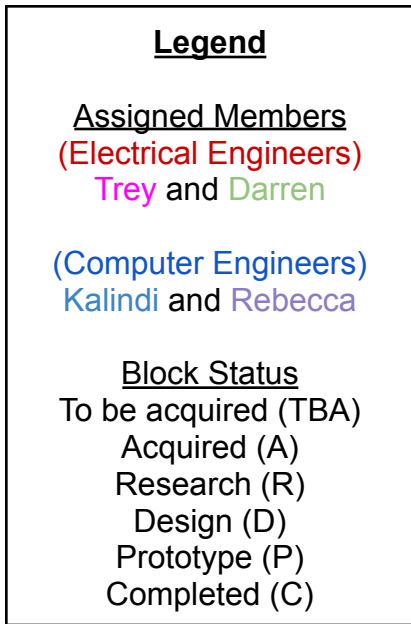 Legend
Assigned Members
(Electrical Engineers)
Trey and Darren
(Computer Engineers)
Kalindi and Rebecca
Block Status
To be acquired (TBA)
Acquired (A)
Research (R)
Design (D)
Prototype (P)
Completed (C)